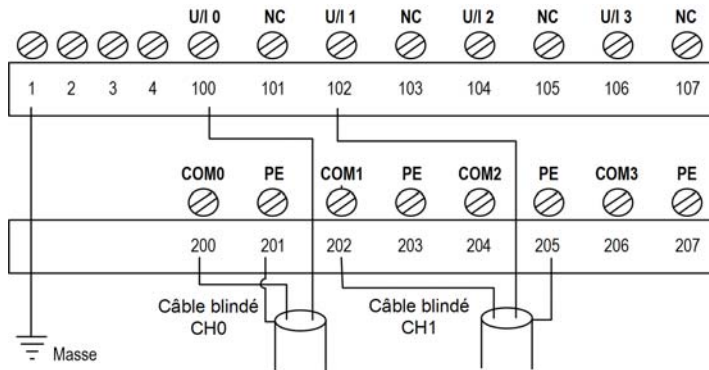 U/I 0 NC U/I 1 NC U/I 2 NC U/I 3 NC
1 2 3 4 100 101 102 103 104 105 106 107
COM0 PE COM1 PE COM2 PE COM3 PE
200 201 202 203 204 205 206 207
Câble blindé
CH0
Câble blindé
CH1
Masse